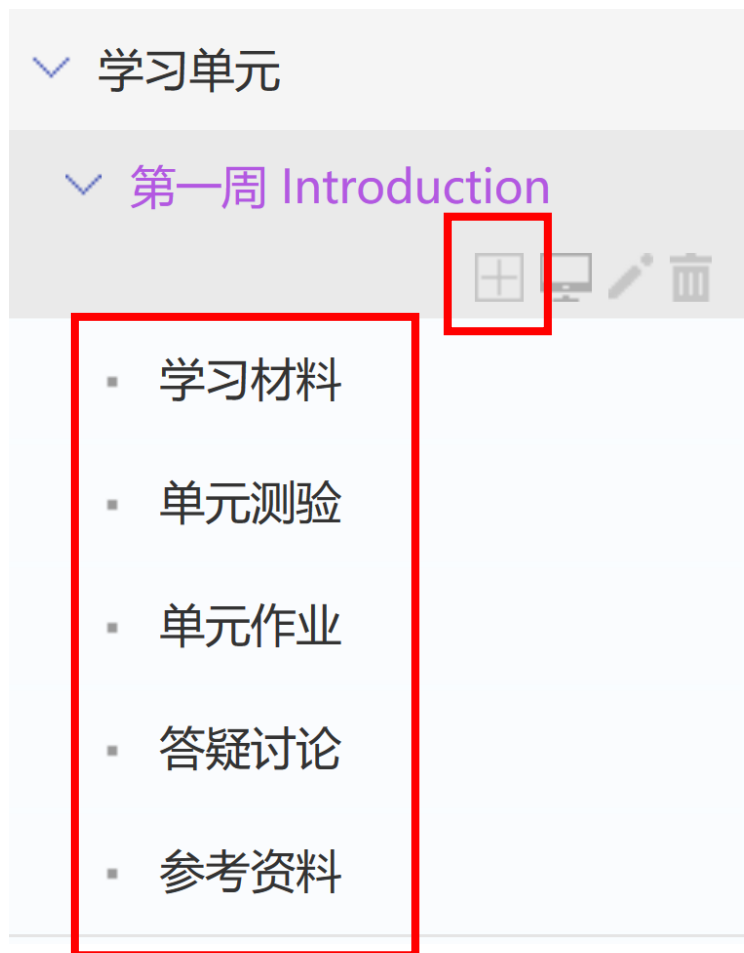 学习单元
第一周 Introduction
学习材料
单元测验
单元作业
答疑讨论
参考资料